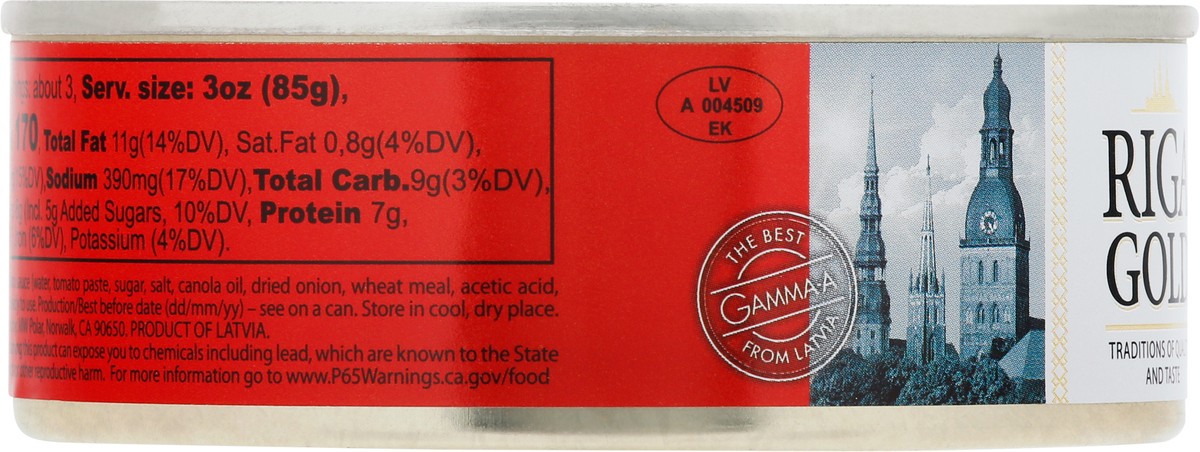 about 3, Serv. size: 3oz (85g),
170, Total Fat 11g(14%DV), Sat.Fat 0,8g(4%DV),
Sodium 390mg(17%DV),Total Carb.9g(3%DV),
5g Added Sugars, 10%DV, Protein 7g,
(6%DV), Potassium (4%DV).
water, tomato paste, sugar, salt, canola oil, dried onion, wheat meal, acetic acid,
to use. Production/Best before date (dd/mm/yy) – see on a can. Store in cool, dry place.
Polar, Norwalk, CA 90650. PRODUCT OF LATVIA.
this product can expose you to chemicals including lead, which are known to the State
other reproductive harm. For more information go to www.P65Warnings.ca.gov/food
LV
A 004509
EK
THE BEST
GAMMA-A
FROM LATVIA
RIGA
GOLD
TRADITIONS OF
AND TASTE